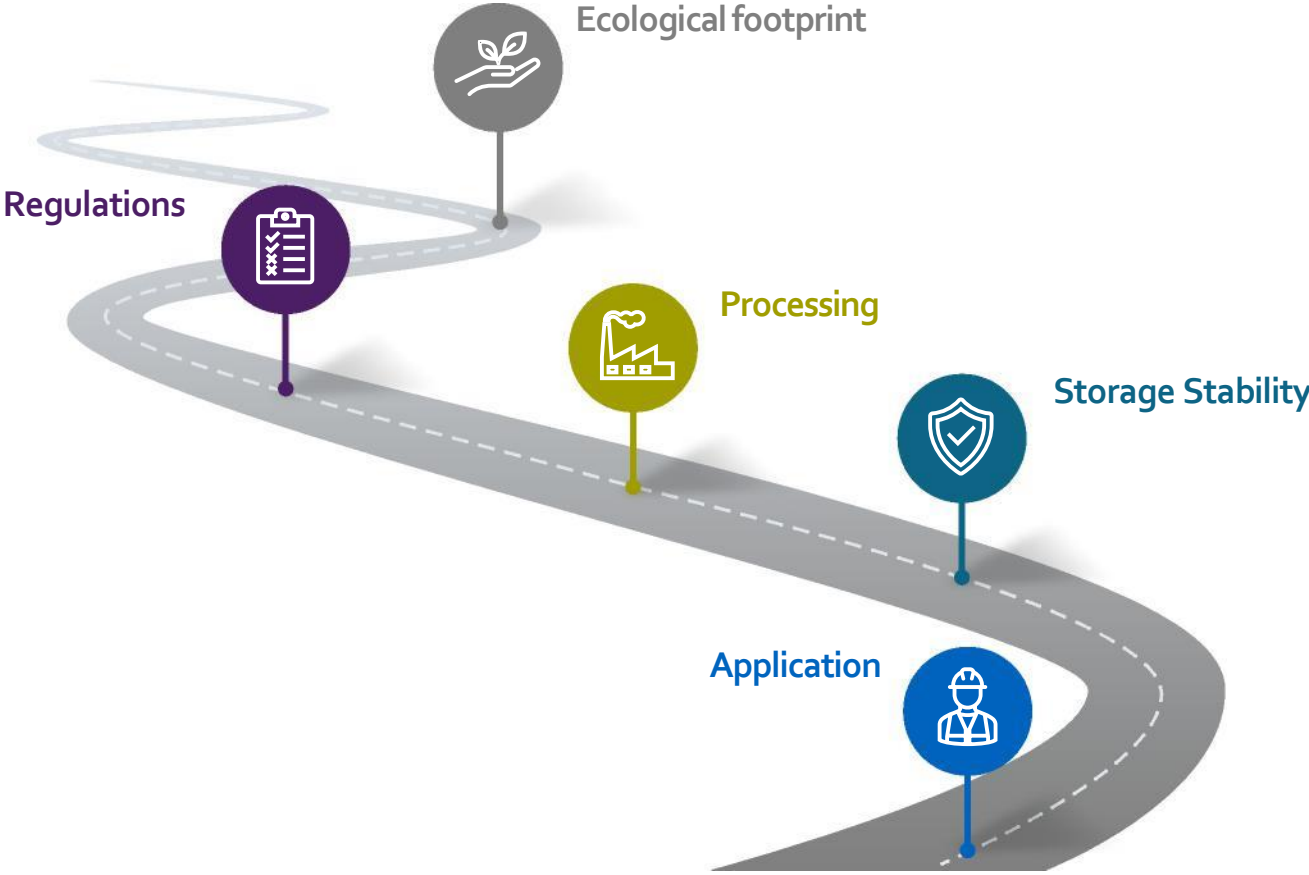 Ecological footprint
Regulations
Processing
Storage Stability
Application